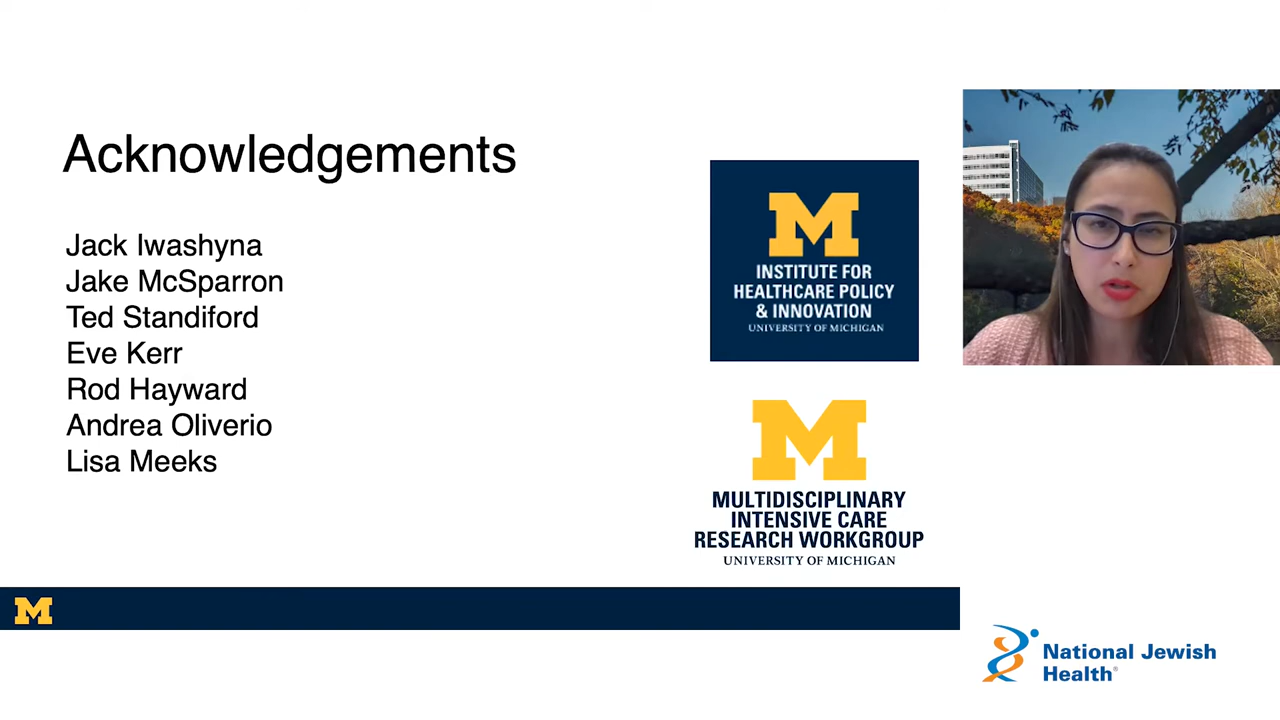 Acknowledgements
Jack Iwashyna
Jake McSparron
Ted Standiford
Eve Kerr
Rod Hayward
Andrea Oliverio
Lisa Meeks
M
INSTITUTE FOR
HEALTHCARE POLICY
& INNOVATION
UNIVERSITY OF MICHIGAN
M
MULTIDISCIPLINARY
INTENSIVE CARE
RESEARCH WORKGROUP
UNIVERSITY OF MICHIGAN
M
National Jewish
Health®